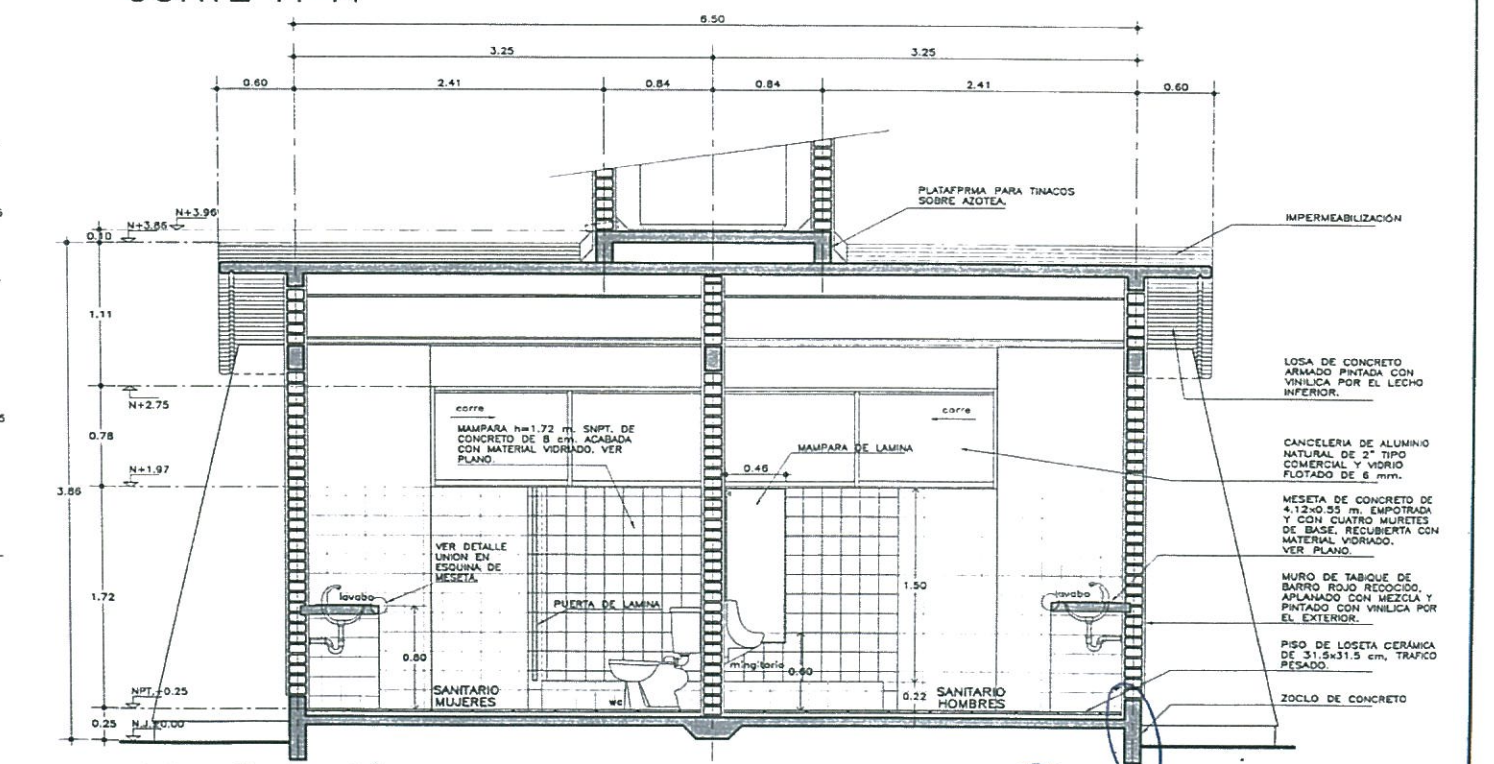 6.50
3.25
3.25
0.60
2.41
0.84
0.84
2.41
0.60
PLATAFPRMA PARA TINACOS
SOBRE AZOTEA.
N+3.96
N+3.86
0.10
IMPERMEABILIZACIÓN
1.11
LOSA DE CONCRETO
ARMADO PINTADA CON
VINILICA POR EL LECHO
INFERIOR.
N+2.75
corre
corre
MAMPARA h=1.72 m. SNPT. DE
CONCRETO DE 8 cm. ACABADA
CON MATERIAL VIDRIADO. VER
PLANO.
MAMPARA DE LAMINA
0.78
CANCELERIA DE ALUMINIO
NATURAL DE 2" TIPO
COMERCIAL Y VIDRIO
FLOTADO DE 6 mm.
N+1.97
0.46
3.86
MESETA DE CONCRETO DE
4.12x0.55 m. EMPOTRADA
Y CON CUATRO MURETES
DE BASE, RECUBIERTA CON
MATERIAL VIDRIADO.
VER PLANO.
VER DETALLE
UNION EN
ESQUINA DE
MESETA.
1.50
1.72
lavabo
PUERTA DE LAMINA
lavabo
MURO DE TABIQUE DE
BARRO ROJO RECOCIDO,
APLANADO CON MEZCLA Y
PINTADO CON VINILICA POR
EL EXTERIOR.
0.80
mingitorio
0.60
PISO DE LOSETA CERÁMICA
DE 31.5x31.5 cm, TRAFICO
PESADO.
NPT.+0.25
SANITARIO
MUJERES
wc
0.22
SANITARIO
HOMBRES
0.25
ZOCLO DE CONCRETO